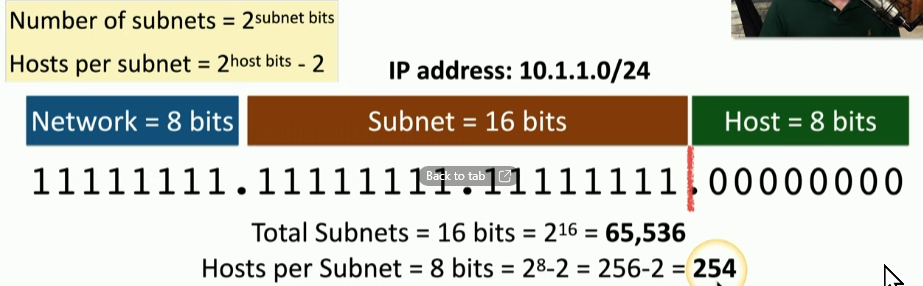 Number of subnets = 2^subnet bits
Hosts per subnet = 2^host bits - 2
IP address: 10.1.1.0/24
Network = 8 bits Subnet = 16 bits Host = 8 bits
11111111.11111111.11111111.00000000
Back to tab
Total Subnets = 16 bits = 2^16 = 65,536
Hosts per Subnet = 8 bits = 2^8-2 = 256-2 = 254